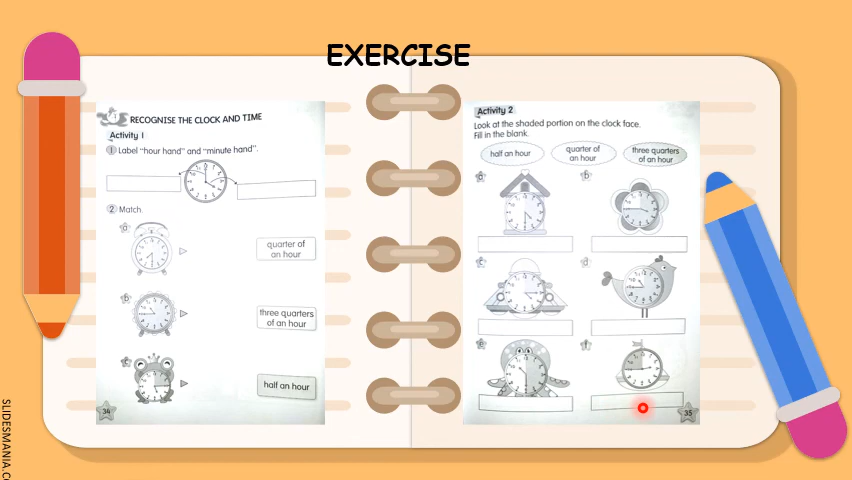 EXERCISE
RECOGNISE THE CLOCK AND TIME
Activity 1
1 Label "hour hand" and "minute hand".
2 Match.
a
quarter of
an hour
b
three quarters
of an hour
c
half an hour
34
Activity 2
Look at the shaded portion on the clock face.
Fill in the blank.
half an hour
quarter of
an hour
three quarters
of an hour
a
b
c
d
e
f
35
SLIDESMANIA.C